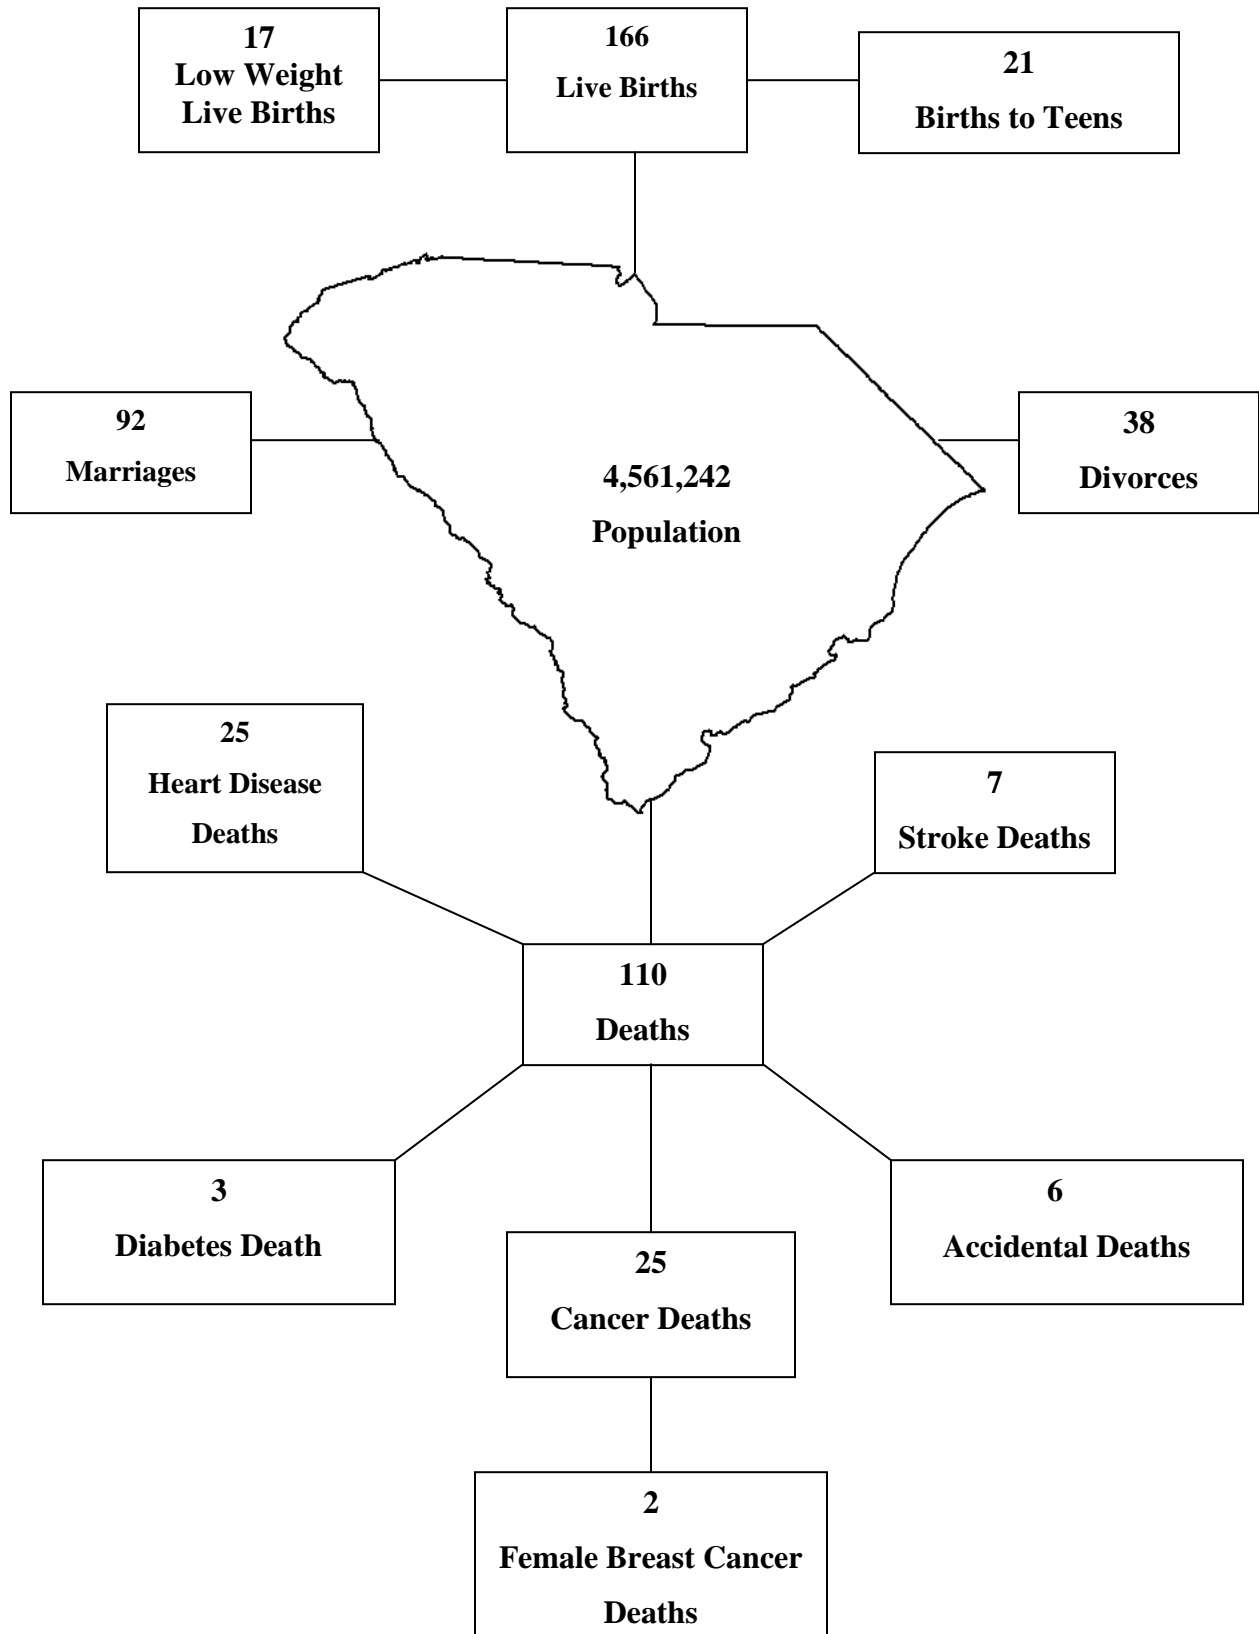 17
Low Weight
Live Births
166
Live Births
21
Births to Teens
92
Marriages
4,561,242
Population
38
Divorces
25
Heart Disease
Deaths
7
Stroke Deaths
110
Deaths
3
Diabetes Death
25
Cancer Deaths
6
Accidental Deaths
2
Female Breast Cancer
Deaths